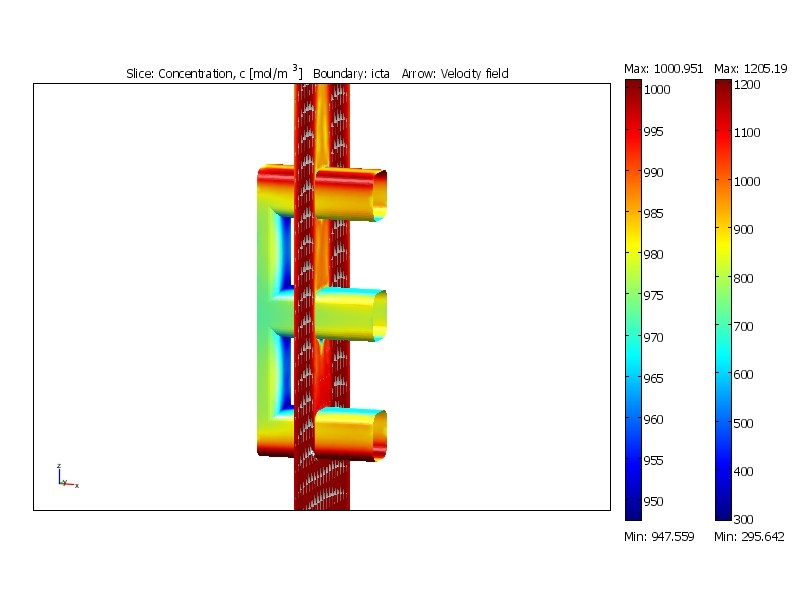 Slice: Concentration, c [mol/m 3] Boundary: icta Arrow: Velocity field
Max: 1000.951
1000
995
990
985
980
975
970
965
960
955
950
Min: 947.559
Max: 1205.19
1200
1100
1000
900
800
700
600
500
400
300
Min: 295.642
z
y
x